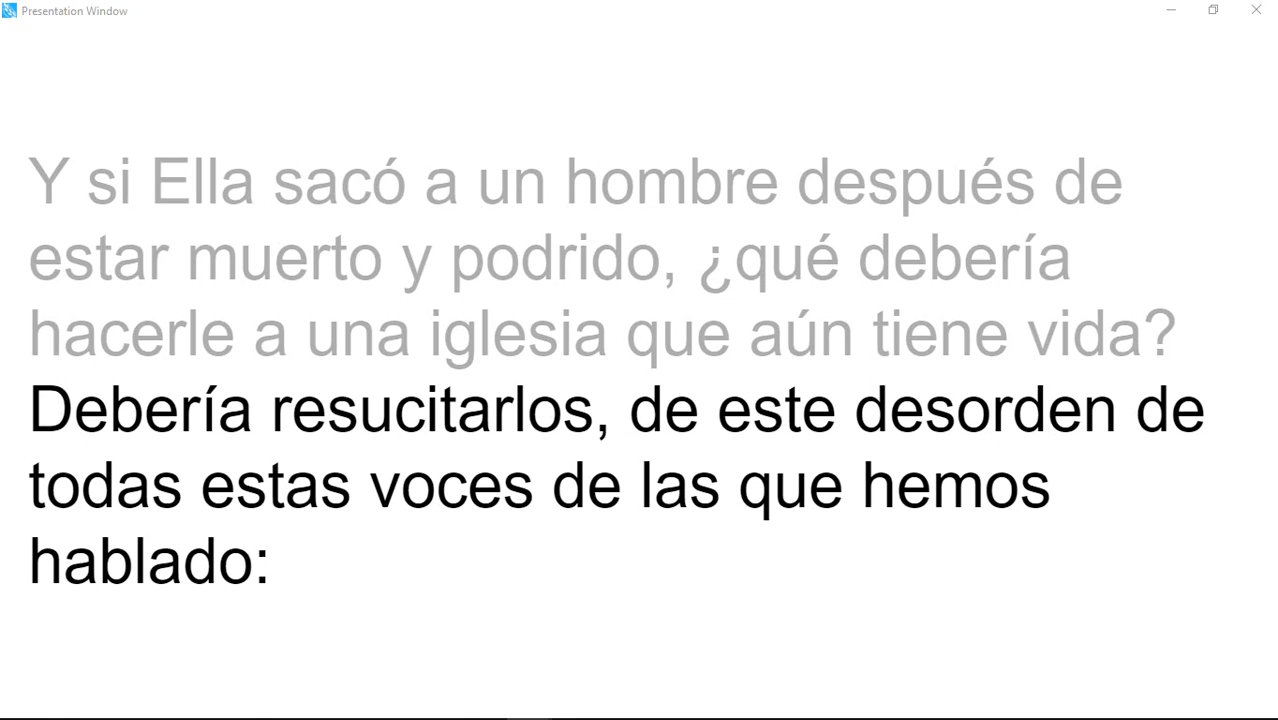 Presentation Window
Y si Ella sacó a un hombre después de
estar muerto y podrido, ¿qué debería
hacerle a una iglesia que aún tiene vida?
Debería resucitarlos, de este desorden de
todas estas voces de las que hemos
hablado: